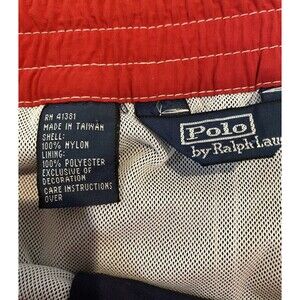 RN 41381
MADE IN TAIWAN
SHELL:
100% NYLON
LINING:
100% POLYESTER
EXCLUSIVE OF
DECORATION
CARE INSTRUCTIONS
OVER
Polo
by Ralph Lau